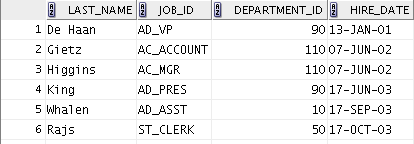 LAST_NAME JOB_ID DEPARTMENT_ID HIRE_DATE
1 De Haan AD_VP 90 13-JAN-01
2 Gietz AC_ACCOUNT 110 07-JUN-02
3 Higgins AC_MGR 110 07-JUN-02
4 King AD_PRES 90 17-JUN-03
5 Whalen AD_ASST 10 17-SEP-03
6 Rajs ST_CLERK 50 17-OCT-03